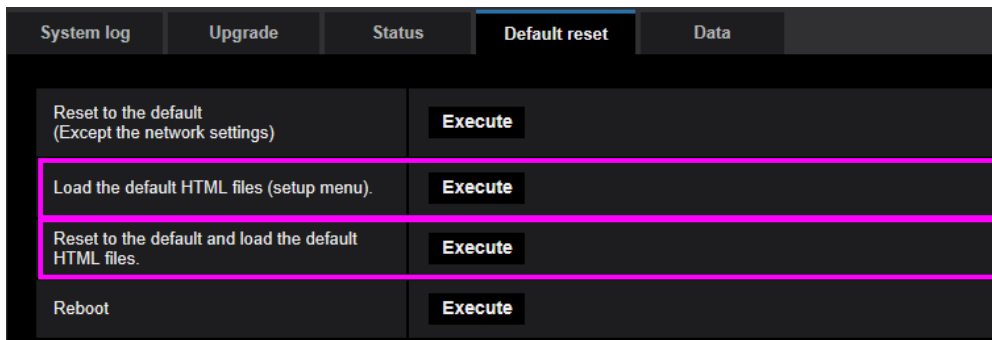 System log Upgrade Status Default reset Data
Reset to the default
(Except the network settings) Execute
Load the default HTML files (setup menu). Execute
Reset to the default and load the default
HTML files. Execute
Reboot Execute